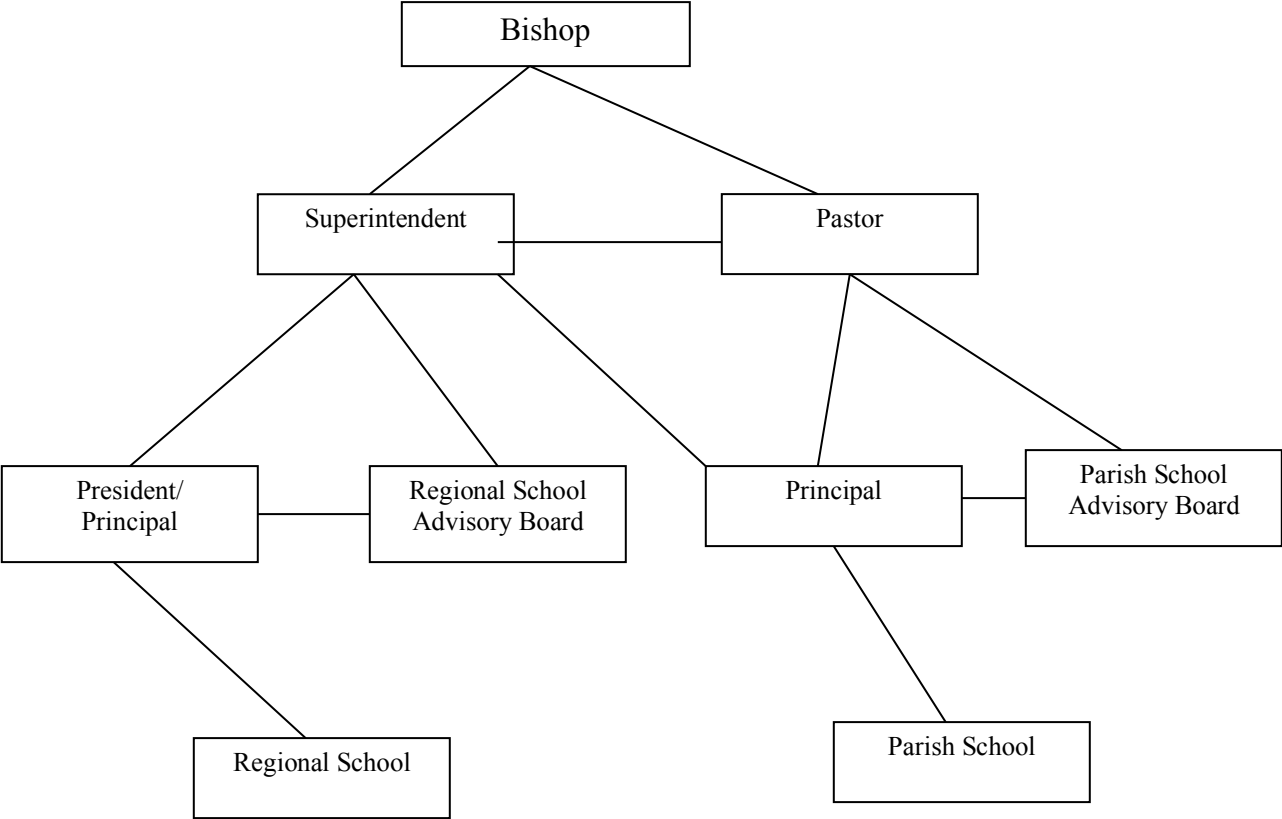 Bishop
Superintendent
Pastor
President/
Principal
Regional School
Advisory Board
Principal
Parish School
Advisory Board
Regional School
Parish School